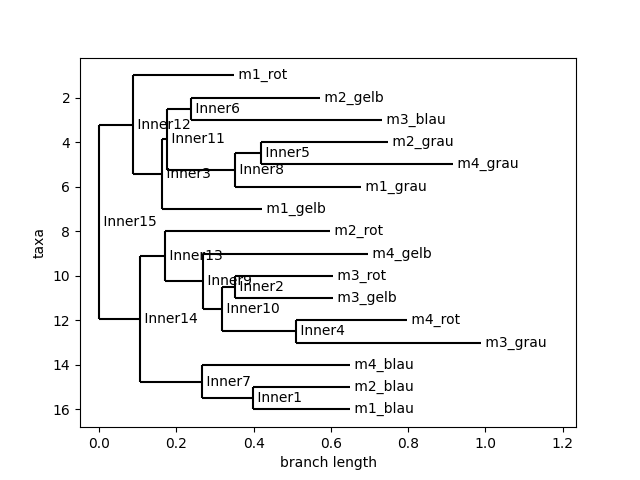 m1_rot
2
m2_gelb
Inner6
m3_blau
Inner12
4
Inner11
m2_grau
Inner5
m4_grau
Inner8
Inner3
6
m1_grau
m1_gelb
Inner15
8
m2_rot
Inner13
m4_gelb
taxa
10
m3_rot
Inner9
Inner2
m3_gelb
Inner10
Inner14
12
m4_rot
Inner4
m3_grau
14
m4_blau
Inner7
m2_blau
Inner1
16
m1_blau
0.0 0.2 0.4 0.6 0.8 1.0 1.2
branch length